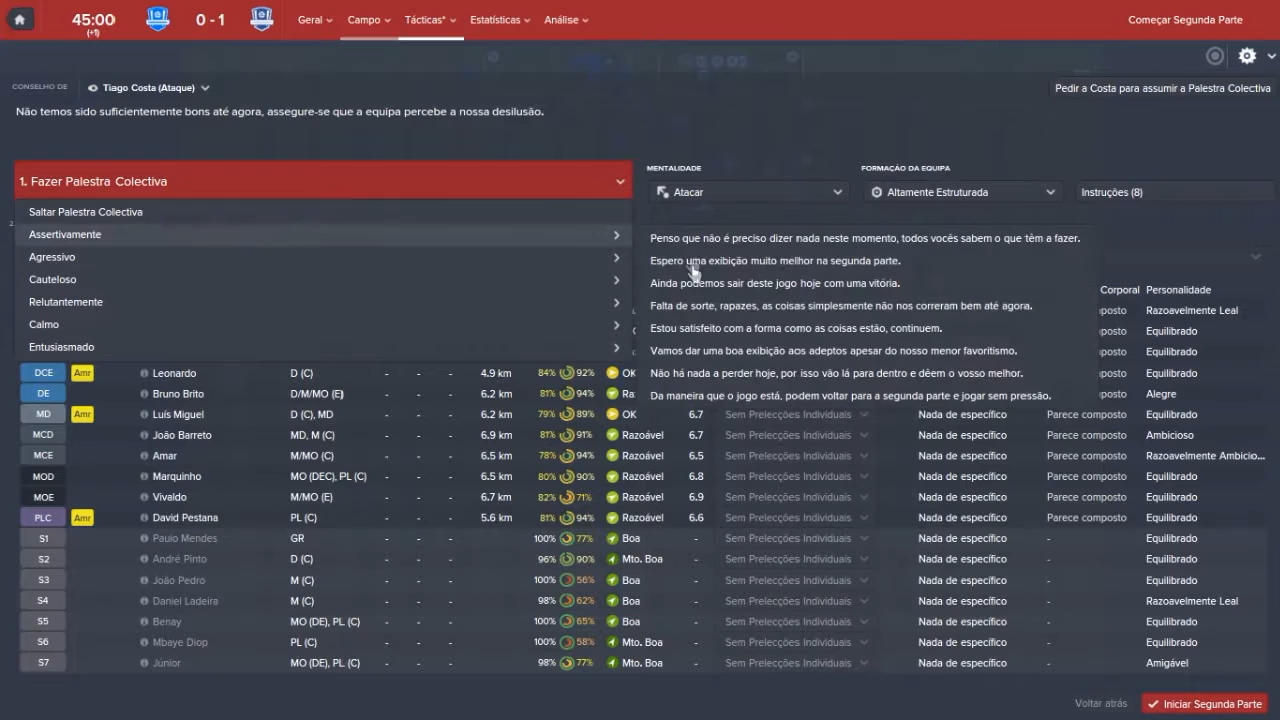 45:00 0 - 1 Geral Campo Tácticas* Estatísticas Análise Começar Segunda Parte
(+1)
CONSELHO DE Tiago Costa (Ataque) Pedir a Costa para assumir a Palestra Colectiva
Não temos sido suficientemente bons até agora, assegure-se que a equipa percebe a nossa desilusão.
MENTALIDADE FORMAÇÃO DA EQUIPA
1. Fazer Palestra Colectiva Atacar Altamente Estruturada Instruções (8)
Saltar Palestra Colectiva
Assertivamente
Agressivo
Cauteloso
Relutantemente
Calmo
Entusiasmado
Penso que não é preciso dizer nada neste momento, todos vocês sabem o que têm a fazer.
Espero uma exibição muito melhor na segunda parte.
Ainda podemos sair deste jogo hoje com uma vitória.
Falta de sorte, rapazes, as coisas simplesmente não nos correram bem até agora.
Estou satisfeito com a forma como as coisas estão, continuem.
Vamos dar uma boa exibição aos adeptos apesar do nosso menor favoritismo.
Não há nada a perder hoje, por isso vão lá para dentro e dêem o vosso melhor.
Da maneira que o jogo está, podem voltar para a segunda parte e jogar sem pressão.
Corporal Personalidade
Razoavelmente Leal
Equilibrado
Equilibrado
DCE Amr Leonardo D (C) - - - 4.9 km 84% 92% OK Equilibrado
DE Bruno Brito D/M/MO (E) - - - 6.2 km 81% 94% Ra Alegre
MD Amr Luís Miguel D (C), MD - - - 6.2 km 79% 89% OK 6.7 Sem Prelecções Individuais Nada de específico Parece composto Equilibrado
MCD João Barreto MD, M (C) - - - 6.9 km 81% 91% Razoável 6.7 Sem Prelecções Individuais Nada de específico Parece composto Ambicioso
MCE Amar M/MO (C) - - - 6.5 km 78% 94% Razoável 6.5 Sem Prelecções Individuais Nada de específico Parece composto Razoavelmente Ambicio...
MOD Marquinho MO (DEC), PL (C) - - - 6.5 km 80% 90% Razoável 6.8 Sem Prelecções Individuais Nada de específico Parece composto Equilibrado
MOE Vivaldo M/MO (E) - - - 6.7 km 82% 71% Razoável 6.9 Sem Prelecções Individuais Nada de específico Parece composto Equilibrado
PLC Amr David Pestana PL (C) - - - 5.6 km 81% 94% Razoável 6.6 Sem Prelecções Individuais Nada de específico Parece composto Equilibrado
S1 Paulo Mendes GR 100% 77% Boa - Sem Prelecções Individuais Nada de específico - Equilibrado
S2 André Pinto D (C) 96% 90% Mto. Boa - Sem Prelecções Individuais Nada de específico - Equilibrado
S3 João Pedro M (C) 100% 56% Boa - Sem Prelecções Individuais Nada de específico - Equilibrado
S4 Daniel Ladeira M (C) 98% 62% Boa - Sem Prelecções Individuais Nada de específico - Razoavelmente Leal
S5 Benay MO (DE), PL (C) 100% 65% Boa - Sem Prelecções Individuais Nada de específico - Equilibrado
S6 Mbaye Diop PL (C) 100% 58% Mto. Boa - Sem Prelecções Individuais Nada de específico - Equilibrado
S7 Júnior MO (DE), PL (C) 98% 77% Mto. Boa - Sem Prelecções Individuais Nada de específico - Amigável
Voltar atrás Iniciar Segunda Parte